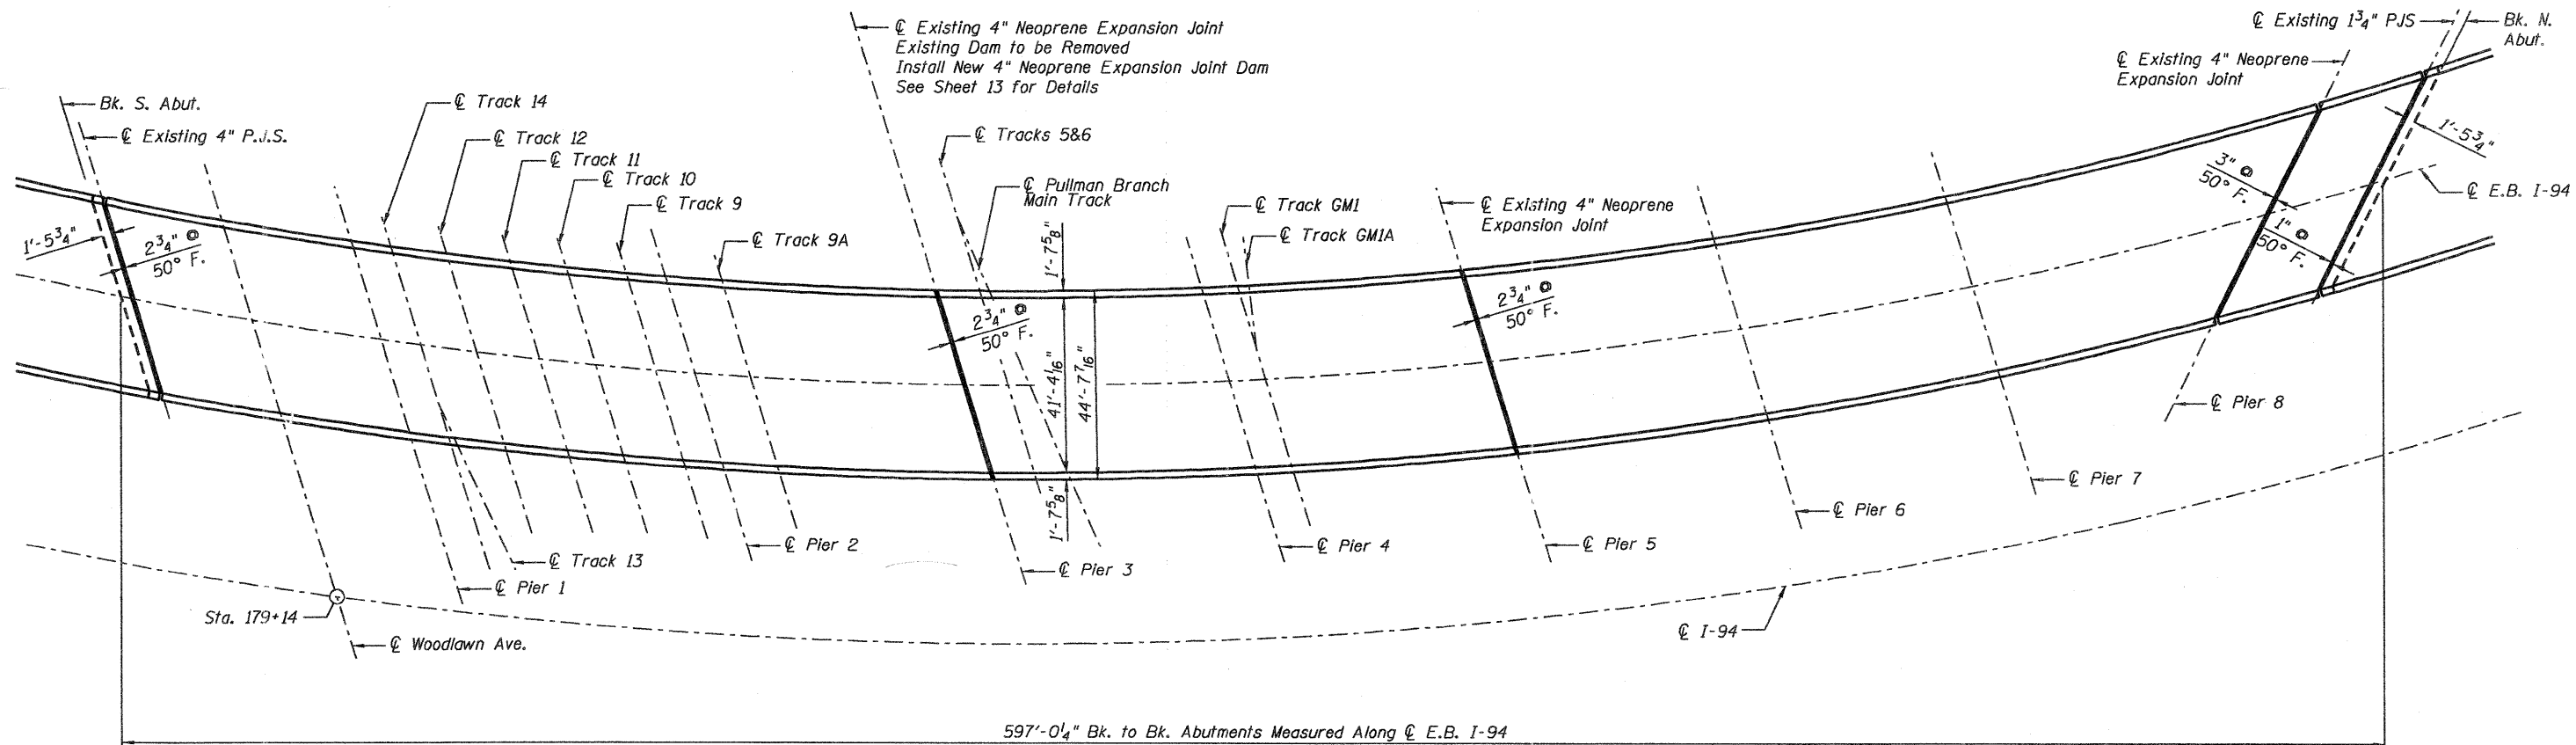 ℄ Existing 4" Neoprene Expansion Joint
Existing Dam to be Removed
Install New 4" Neoprene Expansion Joint Dam
See Sheet 13 for Details
℄ Existing 1¾" PJS
Bk. N.
Abut.
℄ Existing 4" Neoprene
Expansion Joint
Bk. S. Abut.
℄ Existing 4" P.J.S.
℄ Track 14
℄ Track 12
℄ Track 11
℄ Track 10
℄ Track 9
℄ Track 9A
℄ Tracks 5&6
℄ Pullman Branch
Main Track
℄ Track GM1
℄ Track GM1A
℄ Existing 4" Neoprene
Expansion Joint
1'-5¾"
3" @
50° F.
1" @
50° F.
℄ E.B. I-94
1'-5¾"
2¾" @
50° F.
1'-7⅝"
2¾" @
50° F.
2¾" @
50° F.
41'-4 1/16"
44'-7 7/16"
1'-7⅝"
℄ Pier 8
℄ Pier 7
℄ Pier 6
℄ Pier 5
℄ Pier 4
℄ Pier 3
℄ Pier 2
℄ Track 13
℄ Pier 1
Sta. 179+14
℄ Woodlawn Ave.
℄ I-94
597'-0¼" Bk. to Bk. Abutments Measured Along ℄ E.B. I-94